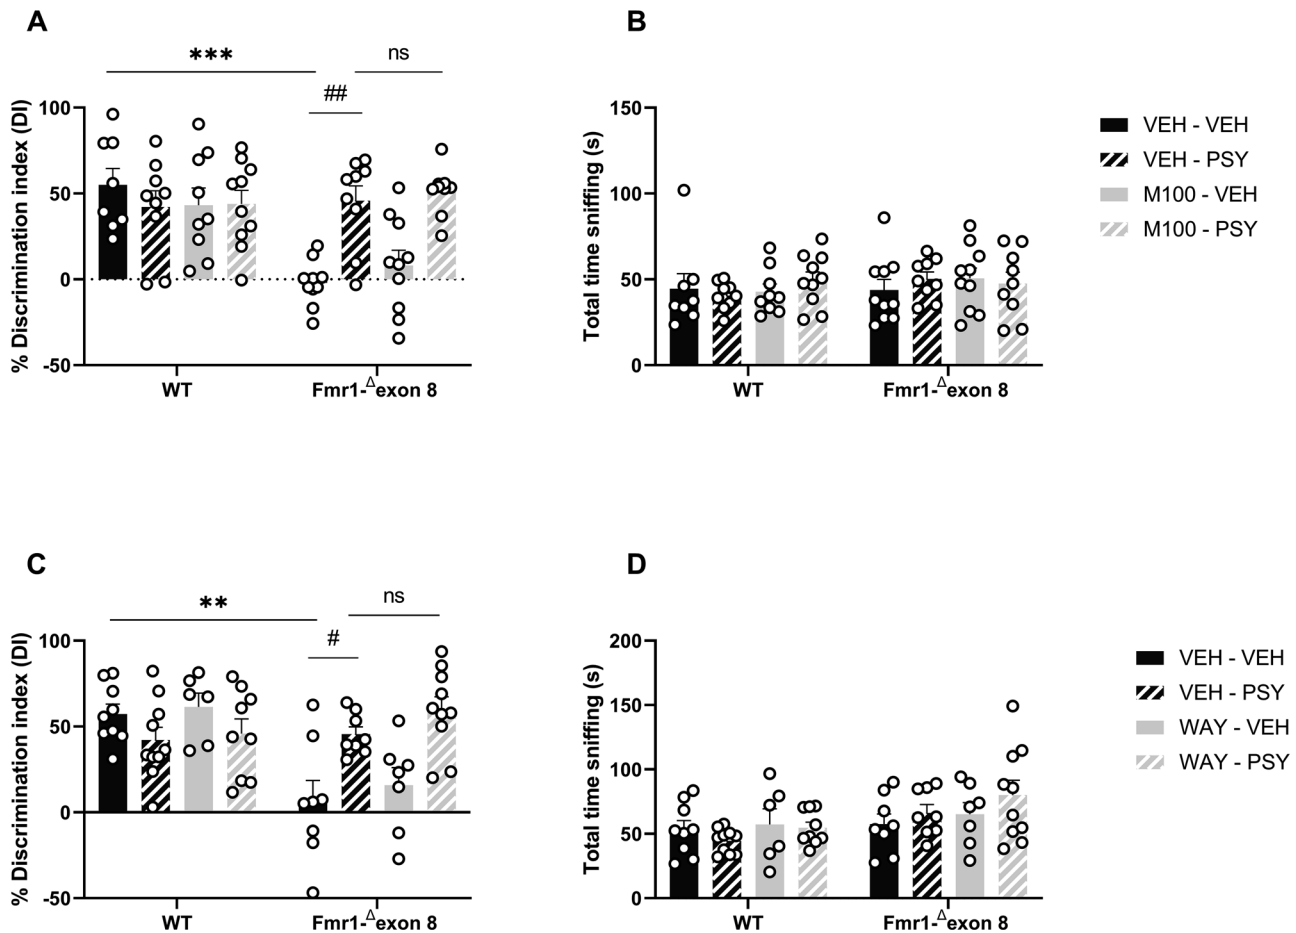 A
% Discrimination index (DI)
100
50
0
-50
***
##
ns
WT
Fmr1-Δexon 8
B
Total time sniffing (s)
150
100
50
0
WT
Fmr1-Δexon 8
VEH - VEH
VEH - PSY
M100 - VEH
M100 - PSY
C
% Discrimination index (DI)
100
50
0
-50
**
#
ns
WT
Fmr1-Δexon 8
D
Total time sniffing (s)
200
150
100
50
0
WT
Fmr1-Δexon 8
VEH - VEH
VEH - PSY
WAY - VEH
WAY - PSY